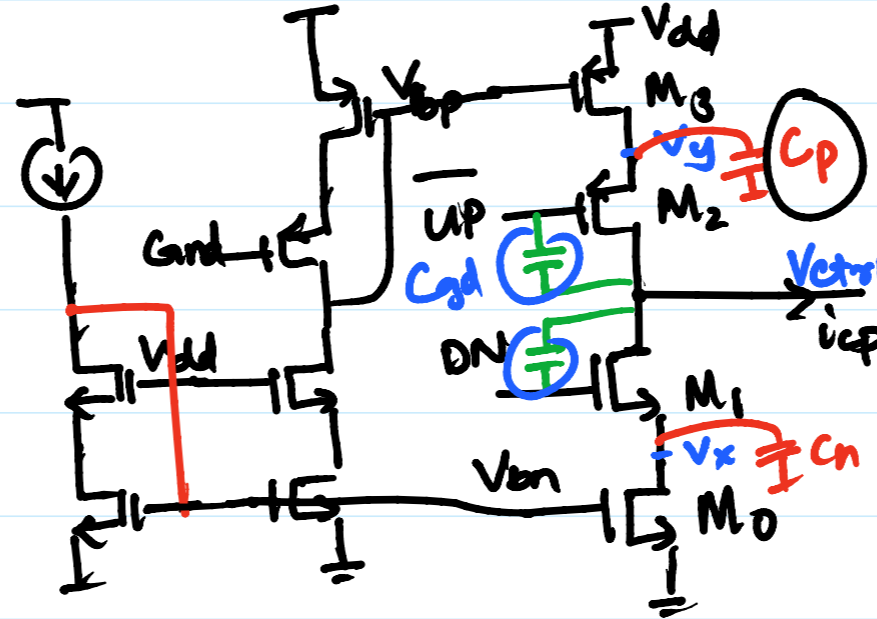 Vdd
Vbp
M3
Vy
Cp
UP
M2
Gnd
Cgd
Vctrl
icp
Vdd
DN
M1
Vx
Cn
Vbn
M0